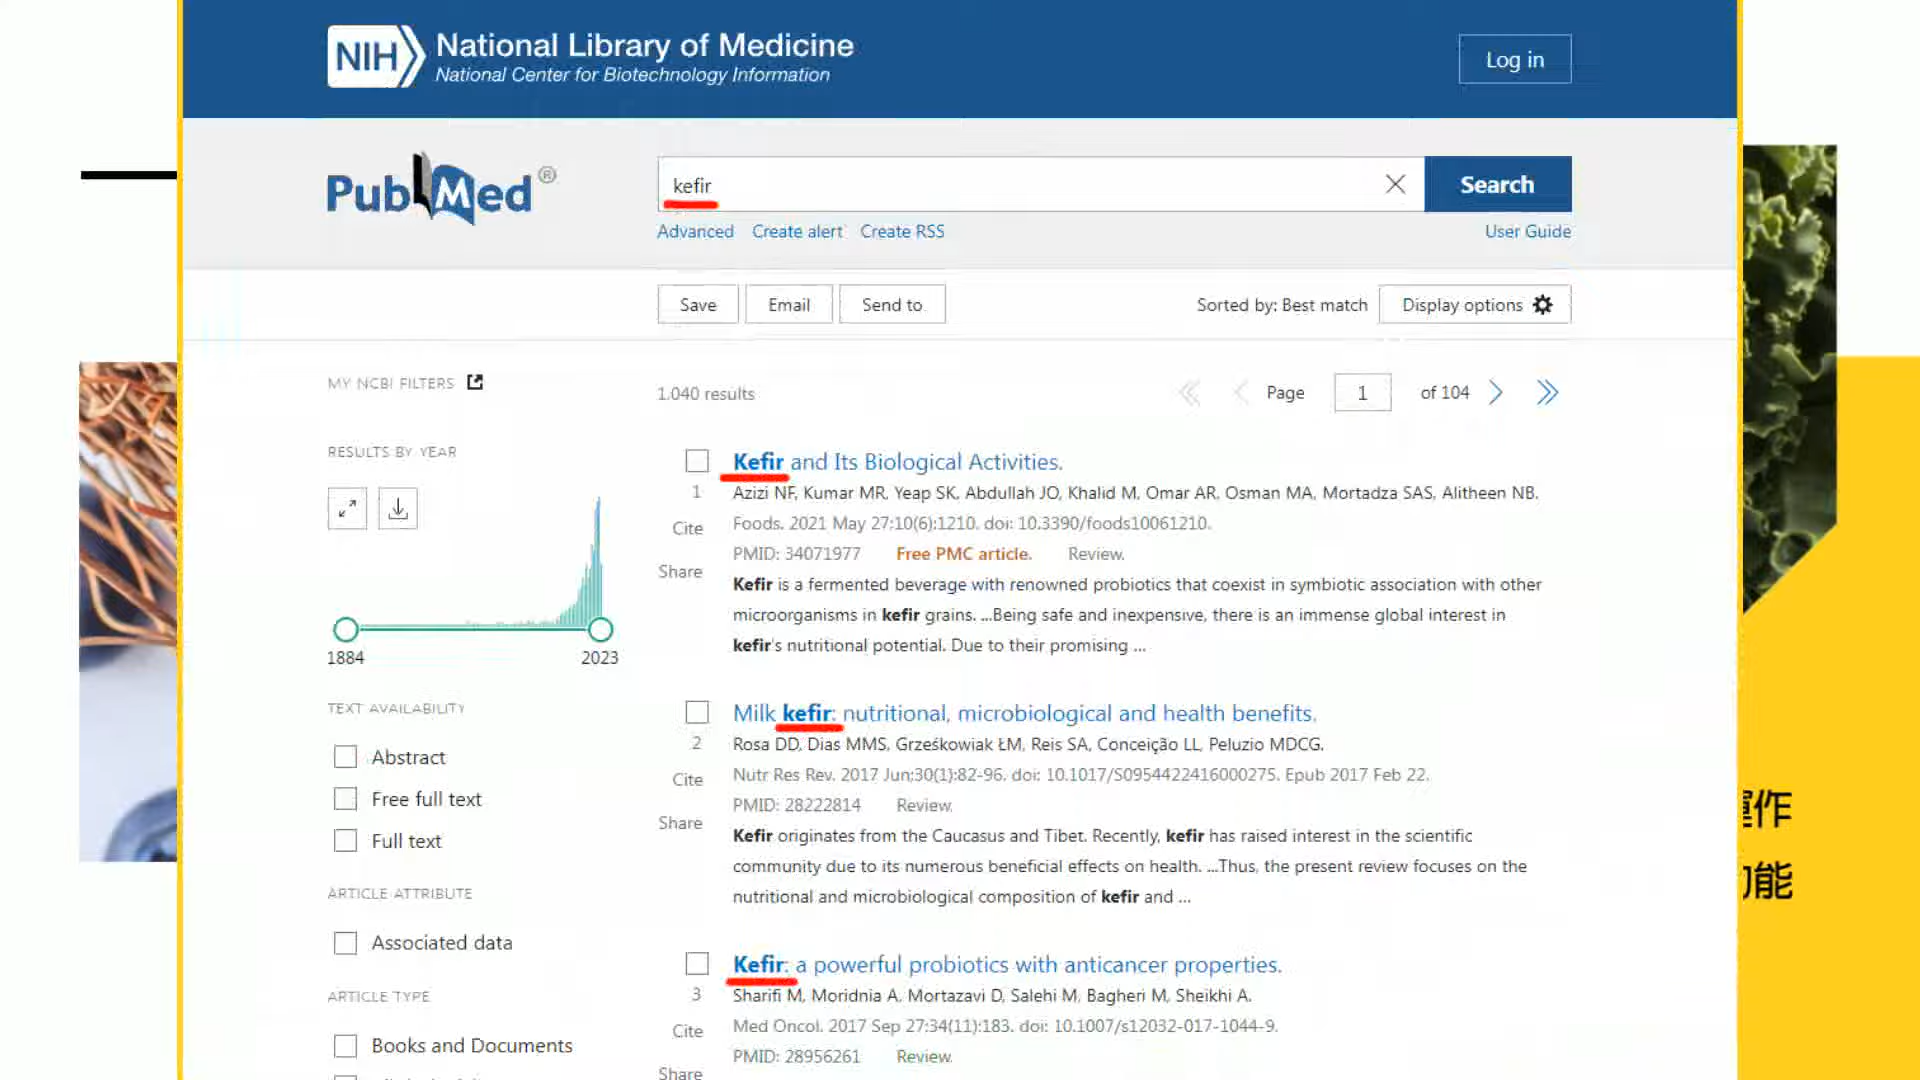 NIH National Library of Medicine
National Center for Biotechnology Information
Log in
PubMed®
kefir
Search
Advanced Create alert Create RSS
User Guide
Save Email Send to
Sorted by: Best match Display options
MY NCBI FILTERS
1.040 results
Page 1 of 104
RESULTS BY YEAR
1884 2023
TEXT AVAILABILITY
Abstract
Free full text
Full text
ARTICLE ATTRIBUTE
Associated data
ARTICLE TYPE
Books and Documents
Kefir and Its Biological Activities.
1 Azizi NF, Kumar MR, Yeap SK, Abdullah JO, Khalid M, Omar AR, Osman MA, Mortadza SAS, Alitheen NB.
Cite Foods. 2021 May 27;10(6):1210. doi: 10.3390/foods10061210.
PMID: 34071977 Free PMC article. Review.
Share Kefir is a fermented beverage with renowned probiotics that coexist in symbiotic association with other
microorganisms in kefir grains. ...Being safe and inexpensive, there is an immense global interest in
kefir's nutritional potential. Due to their promising ...
Milk kefir: nutritional, microbiological and health benefits.
2 Rosa DD, Dias MMS, Grześkowiak ŁM, Reis SA, Conceição LL, Peluzio MDCG.
Cite Nutr Res Rev. 2017 Jun;30(1):82-96. doi: 10.1017/S0954422416000275. Epub 2017 Feb 22.
PMID: 28222814 Review.
Share Kefir originates from the Caucasus and Tibet. Recently, kefir has raised interest in the scientific
community due to its numerous beneficial effects on health. ...Thus, the present review focuses on the
nutritional and microbiological composition of kefir and ...
Kefir: a powerful probiotics with anticancer properties.
3 Sharifi M, Moridnia A, Mortazavi D, Salehi M, Bagheri M, Sheikhi A.
Cite Med Oncol. 2017 Sep 27;34(11):183. doi: 10.1007/s12032-017-1044-9.
PMID: 28956261 Review.
Share
作
能